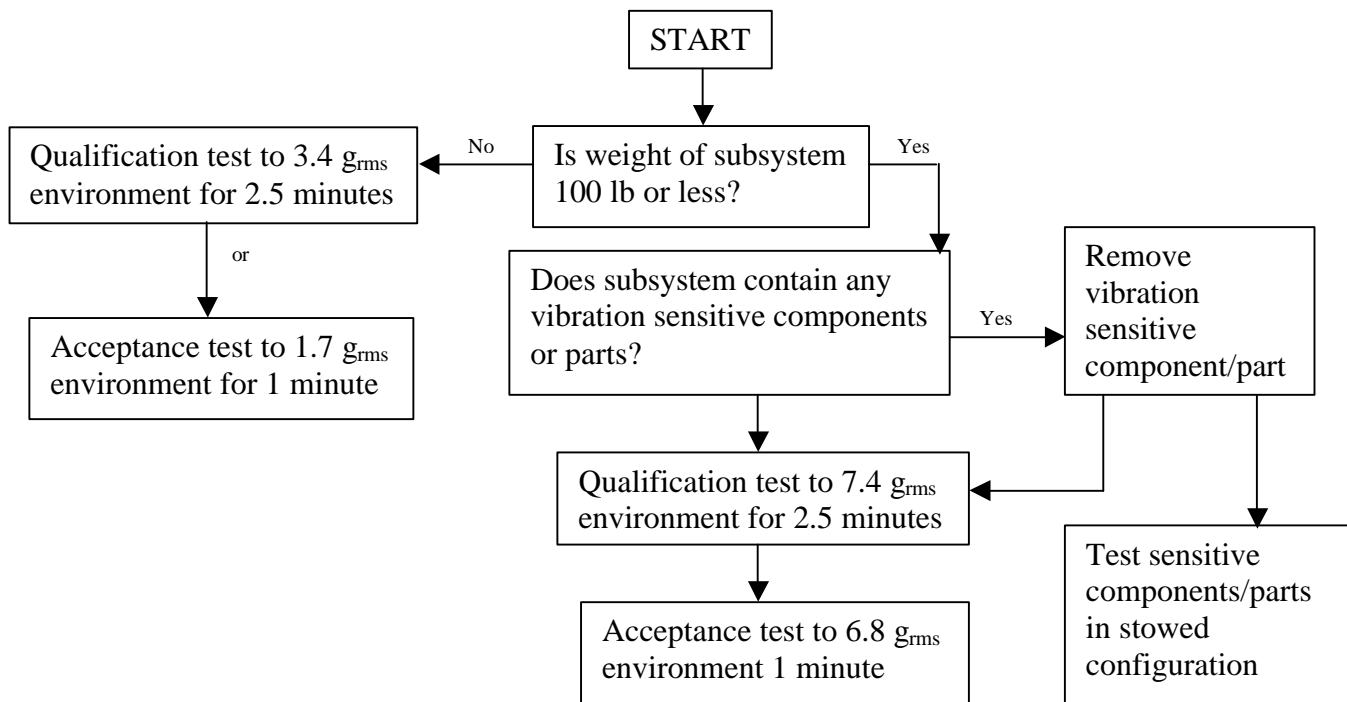 START
No
Yes
Qualification test to 3.4 grms
environment for 2.5 minutes
Is weight of subsystem
100 lb or less?
or
Acceptance test to 1.7 grms
environment for 1 minute
Does subsystem contain any
vibration sensitive components
or parts?
Yes
Remove
vibration
sensitive
component/part
Qualification test to 7.4 grms
environment for 2.5 minutes
Acceptance test to 6.8 grms
environment 1 minute
Test sensitive
components/parts
in stowed
configuration